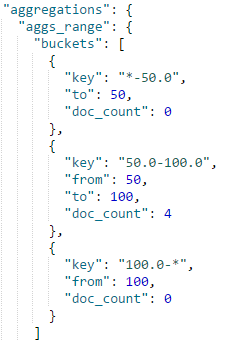 "aggregations": {
"aggs_range": {
"buckets": [
{
"key": "*-50.0",
"to": 50,
"doc_count": 0
},
{
"key": "50.0-100.0",
"from": 50,
"to": 100,
"doc_count": 4
},
{
"key": "100.0-*",
"from": 100,
"doc_count": 0
}
]